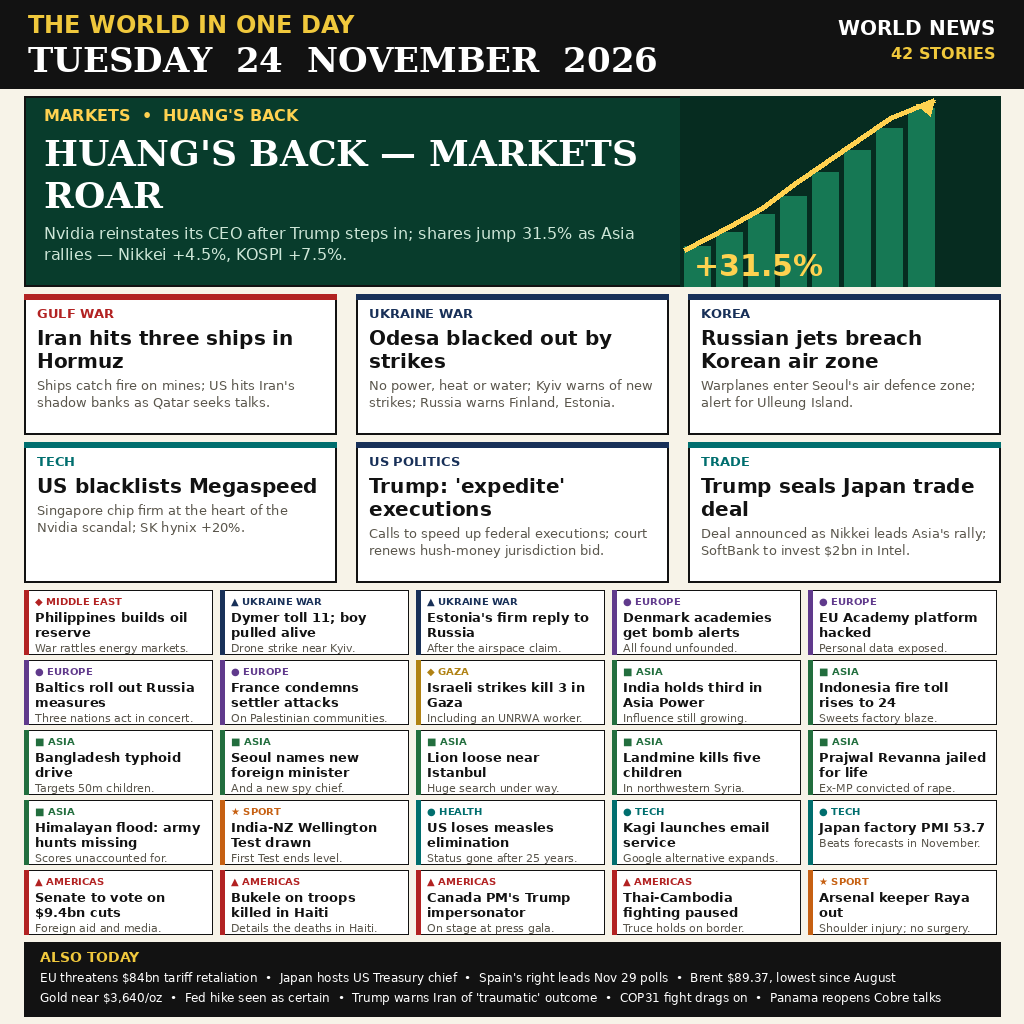 THE WORLD IN ONE DAY
TUESDAY 24 NOVEMBER 2026
WORLD NEWS
42 STORIES
MARKETS • HUANG'S BACK
HUANG'S BACK — MARKETS
ROAR
Nvidia reinstates its CEO after Trump steps in; shares jump 31.5% as Asia
rallies — Nikkei +4.5%, KOSPI +7.5%.
+31.5%
GULF WAR
Iran hits three ships in
Hormuz
Ships catch fire on mines; US hits Iran's
shadow banks as Qatar seeks talks.
UKRAINE WAR
Odesa blacked out by
strikes
No power, heat or water; Kyiv warns of new
strikes; Russia warns Finland, Estonia.
KOREA
Russian jets breach
Korean air zone
Warplanes enter Seoul's air defence zone;
alert for Ulleung Island.
TECH
US blacklists Megaspeed
Singapore chip firm at the heart of the
Nvidia scandal; SK hynix +20%.
US POLITICS
Trump: 'expedite'
executions
Calls to speed up federal executions; court
renews hush-money jurisdiction bid.
TRADE
Trump seals Japan trade
deal
Deal announced as Nikkei leads Asia's rally;
SoftBank to invest $2bn in Intel.
◆ MIDDLE EAST
Philippines builds oil
reserve
War rattles energy markets.
▲ UKRAINE WAR
Dymer toll 11; boy
pulled alive
Drone strike near Kyiv.
▲ UKRAINE WAR
Estonia's firm reply to
Russia
After the airspace claim.
● EUROPE
Denmark academies
get bomb alerts
All found unfounded.
● EUROPE
EU Academy platform
hacked
Personal data exposed.
● EUROPE
Baltics roll out Russia
measures
Three nations act in concert.
● EUROPE
France condemns
settler attacks
On Palestinian communities.
◆ GAZA
Israeli strikes kill 3 in
Gaza
Including an UNRWA worker.
■ ASIA
India holds third in
Asia Power
Influence still growing.
■ ASIA
Indonesia fire toll
rises to 24
Sweets factory blaze.
■ ASIA
Bangladesh typhoid
drive
Targets 50m children.
■ ASIA
Seoul names new
foreign minister
And a new spy chief.
■ ASIA
Lion loose near
Istanbul
Huge search under way.
■ ASIA
Landmine kills five
children
In northwestern Syria.
■ ASIA
Prajwal Revanna jailed
for life
Ex-MP convicted of rape.
■ ASIA
Himalayan flood: army
hunts missing
Scores unaccounted for.
★ SPORT
India-NZ Wellington
Test drawn
First Test ends level.
● HEALTH
US loses measles
elimination
Status gone after 25 years.
● TECH
Kagi launches email
service
Google alternative expands.
● TECH
Japan factory PMI 53.7
Beats forecasts in November.
▲ AMERICAS
Senate to vote on
$9.4bn cuts
Foreign aid and media.
▲ AMERICAS
Bukele on troops
killed in Haiti
Details the deaths in Haiti.
▲ AMERICAS
Canada PM's Trump
impersonator
On stage at press gala.
▲ AMERICAS
Thai-Cambodia
fighting paused
Truce holds on border.
★ SPORT
Arsenal keeper Raya
out
Shoulder injury; no surgery.
ALSO TODAY
EU threatens $84bn tariff retaliation • Japan hosts US Treasury chief • Spain's right leads Nov 29 polls • Brent $89.37, lowest since August
Gold near $3,640/oz • Fed hike seen as certain • Trump warns Iran of 'traumatic' outcome • COP31 fight drags on • Panama reopens Cobre talks